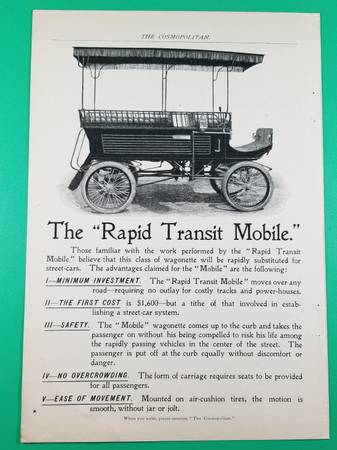 THE COSMOPOLITAN.
The "Rapid Transit Mobile."
Those familiar with the work performed by the "Rapid Transit
Mobile" believe that this class of wagonette will be rapidly substituted for
street-cars. The advantages claimed for the "Mobile" are the following:
I—MINIMUM INVESTMENT. The "Rapid Transit Mobile" moves over any
road—requiring no outlay for costly tracks and power-houses.
II—THE FIRST COST is $1,600—but a tithe of that involved in estab-
lishing a street-car system.
III—SAFETY. The "Mobile" wagonette comes up to the curb and takes the
passenger on without his being compelled to risk his life among
the rapidly passing vehicles in the center of the street. The
passenger is put off at the curb equally without discomfort or
danger.
IV—NO OVERCROWDING. The form of carriage requires seats to be provided
for all passengers.
V—EASE OF MOVEMENT. Mounted on air-cushion tires, the motion is
smooth, without jar or jolt.
When you write, please mention "The Cosmopolitan."